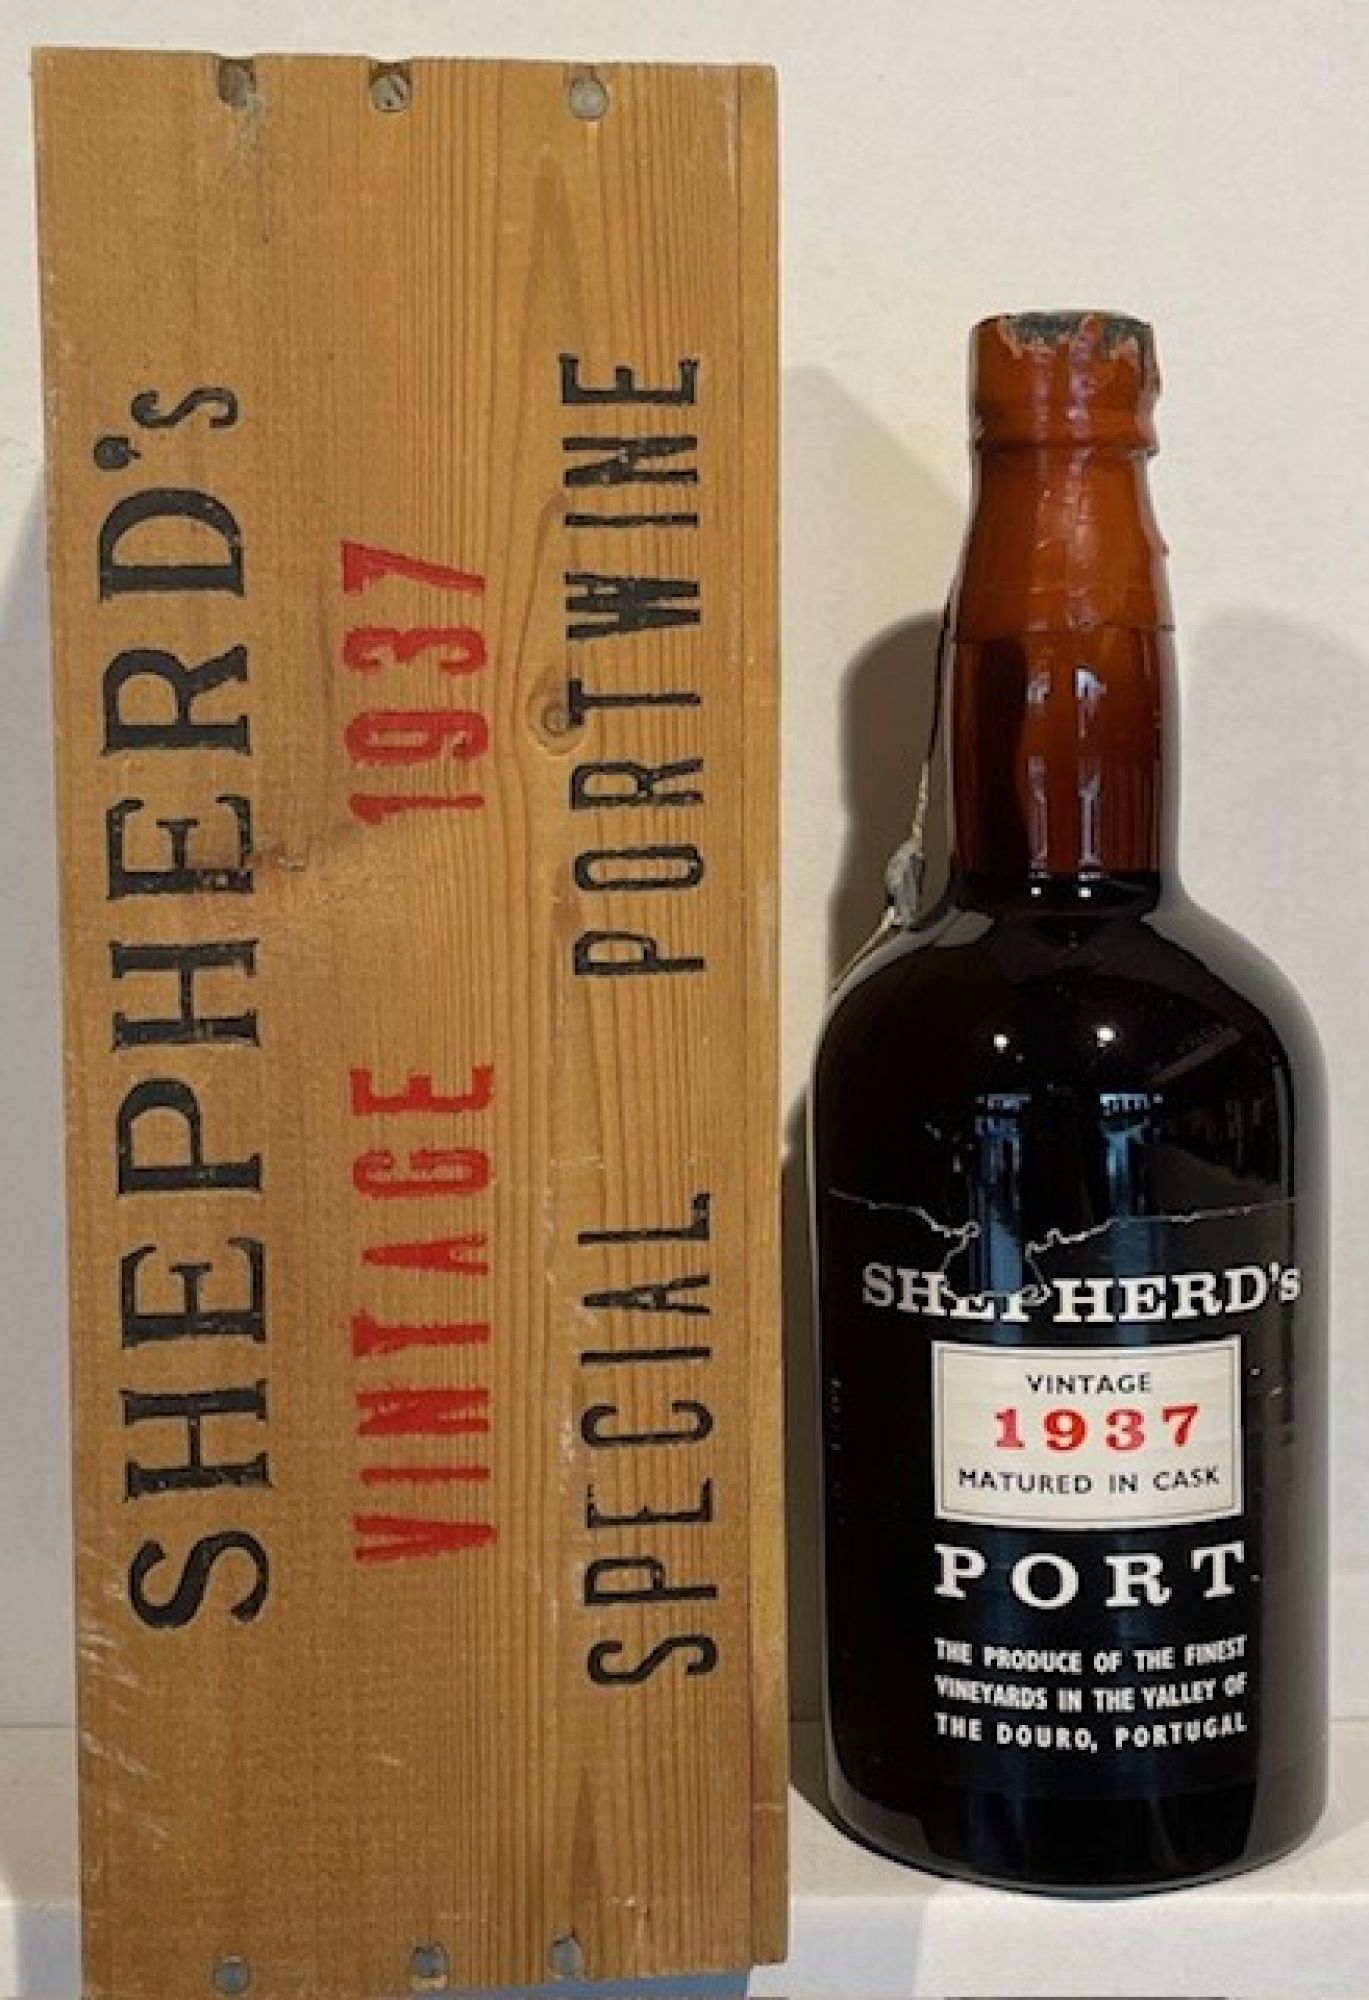 SHEPHERD's
VINTAGE 1937
SPECIAL PORTWINE
SHEPHERD's
VINTAGE
1937
MATURED IN CASK
PORT
THE PRODUCE OF THE FINEST
VINEYARDS IN THE VALLEY OF
THE DOURO, PORTUGAL